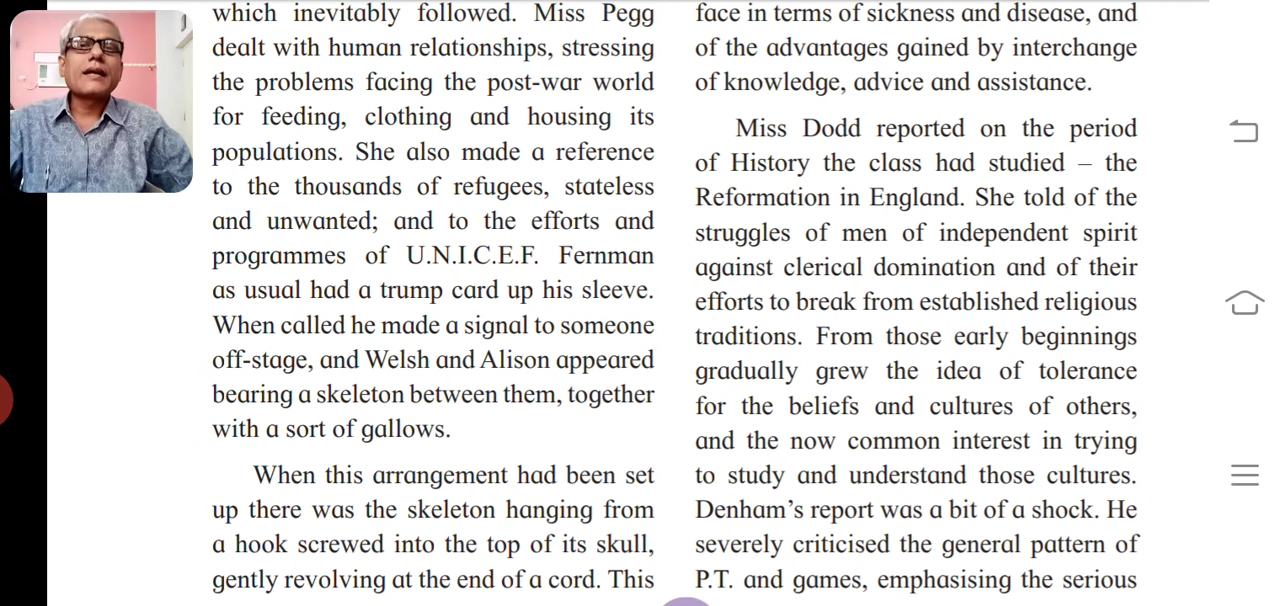 which inevitably followed. Miss Pegg
dealt with human relationships, stressing
the problems facing the post-war world
for feeding, clothing and housing its
populations. She also made a reference
to the thousands of refugees, stateless
and unwanted; and to the efforts and
programmes of U.N.I.C.E.F. Fernman
as usual had a trump card up his sleeve.
When called he made a signal to someone
off-stage, and Welsh and Alison appeared
bearing a skeleton between them, together
with a sort of gallows.
When this arrangement had been set
up there was the skeleton hanging from
a hook screwed into the top of its skull,
gently revolving at the end of a cord. This
face in terms of sickness and disease, and
of the advantages gained by interchange
of knowledge, advice and assistance.
Miss Dodd reported on the period
of History the class had studied – the
Reformation in England. She told of the
struggles of men of independent spirit
against clerical domination and of their
efforts to break from established religious
traditions. From those early beginnings
gradually grew the idea of tolerance
for the beliefs and cultures of others,
and the now common interest in trying
to study and understand those cultures.
Denham’s report was a bit of a shock. He
severely criticised the general pattern of
P.T. and games, emphasising the serious